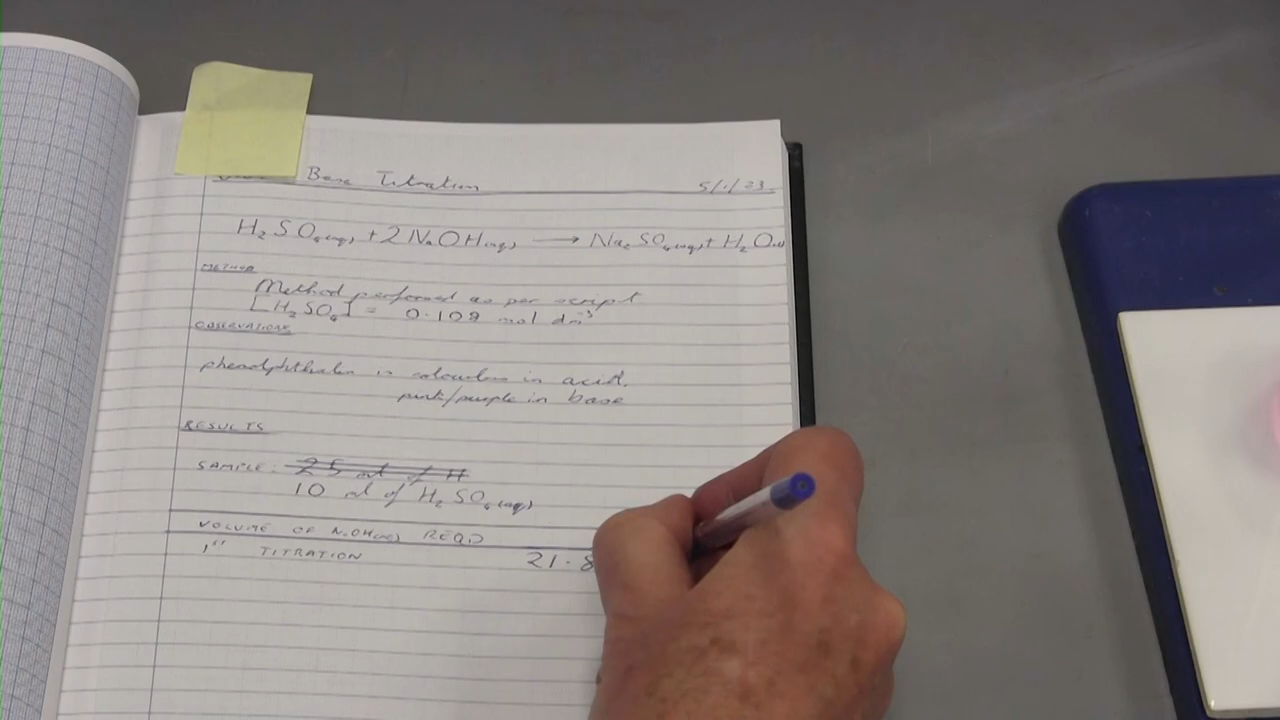 Base Titration 5/1/23
H₂SO₄(aq) + 2NaOH(aq) → Na₂SO₄(aq) + H₂O
METHOD
Method performed as per script
[H₂SO₄] = 0.109 mol dm⁻³
OBSERVATIONS
phenolphthalein is colourless in acid,
pink/purple in base
RESULTS
SAMPLE: 25 ml of H
10 ml of H₂SO₄(aq)
VOLUME OF NaOH(aq) REQD
1st TITRATION 21.8